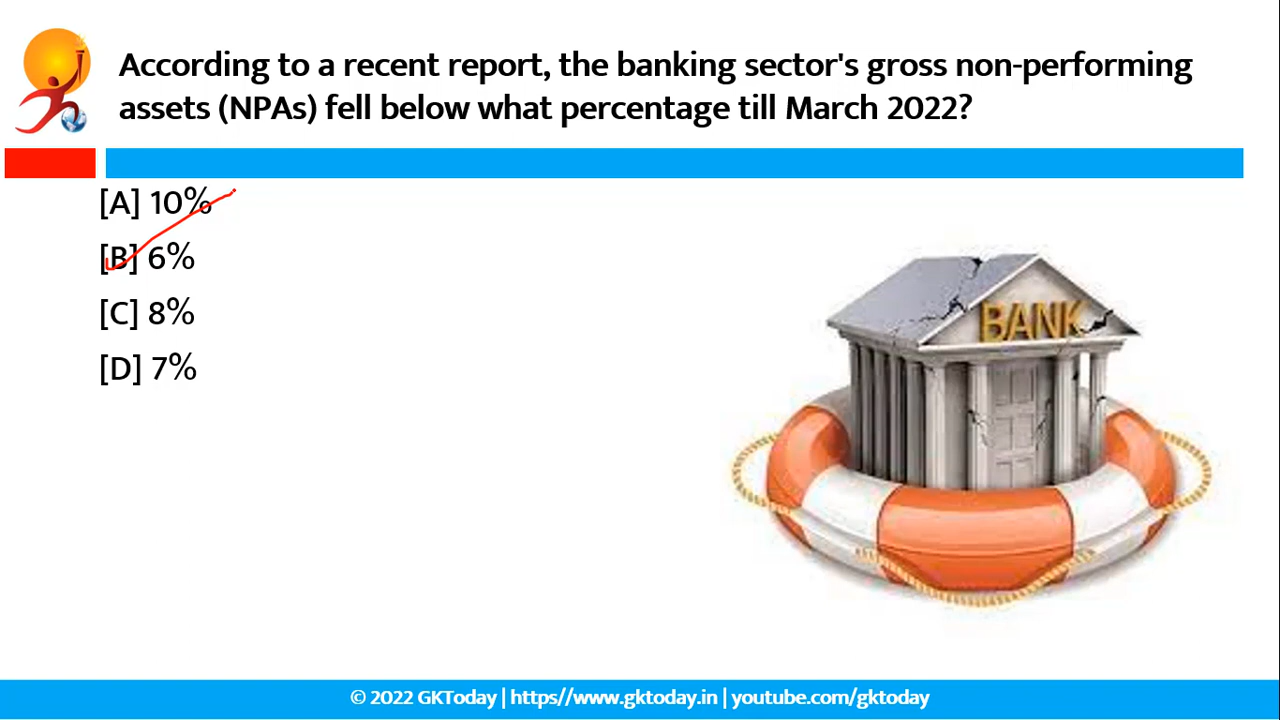 According to a recent report, the banking sector's gross non-performing
assets (NPAs) fell below what percentage till March 2022?
[A] 10%
[B] 6%
[C] 8%
[D] 7%
BANK
© 2022 GKToday | https//www.gktoday.in | youtube.com/gktoday